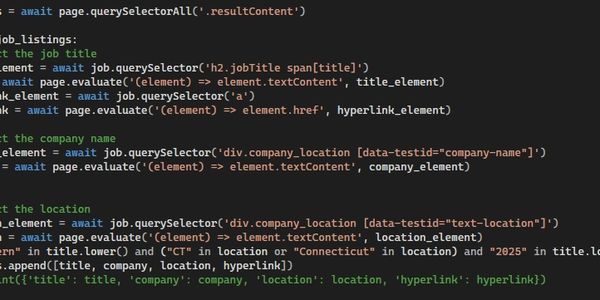 s = await page.querySelectorAll('.resultContent')
job_listings:
ct the job title
lement = await job.querySelector('h2.jobTitle span[title]')
await page.evaluate('(element) => element.textContent', title_element)
nk_element = await job.querySelector('a')
nk = await page.evaluate('(element) => element.href', hyperlink_element)
ct the company name
_element = await job.querySelector('div.company_location [data-testid="company-name"]')
= await page.evaluate('(element) => element.textContent', company_element)
ct the location
n_element = await job.querySelector('div.company_location [data-testid="text-location"]')
n = await page.evaluate('(element) => element.textContent', location_element)
ern" in title.lower() and ("CT" in location or "Connecticut" in location) and "2025" in title.lo
s.append([title, company, location, hyperlink])
int({'title': title, 'company': company, 'location': location, 'hyperlink': hyperlink})